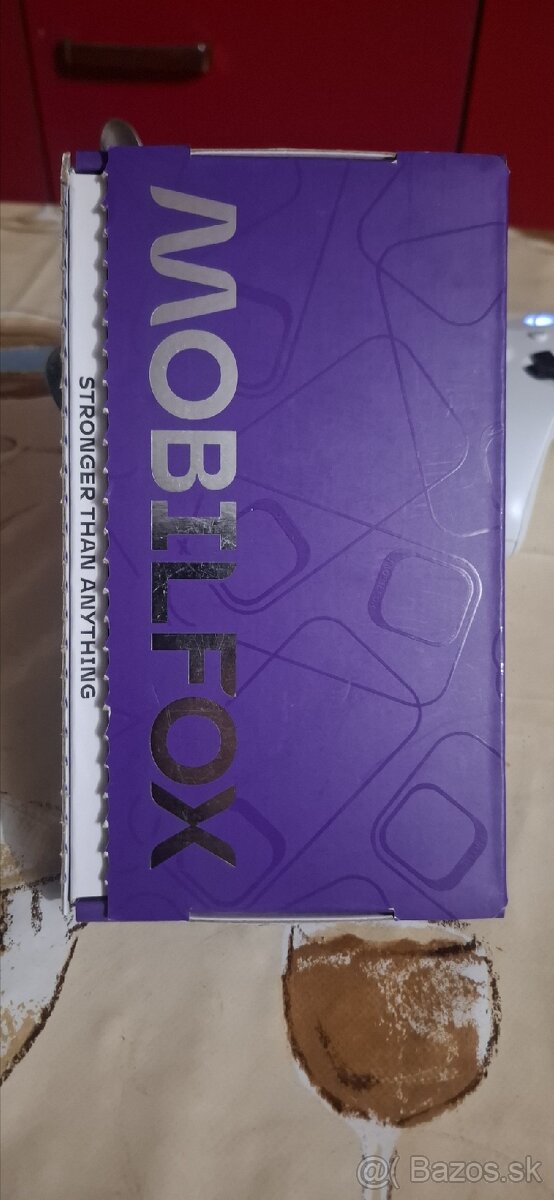 MOBILFOX
STRONGER THAN ANYTHING
@( Bazos.sk